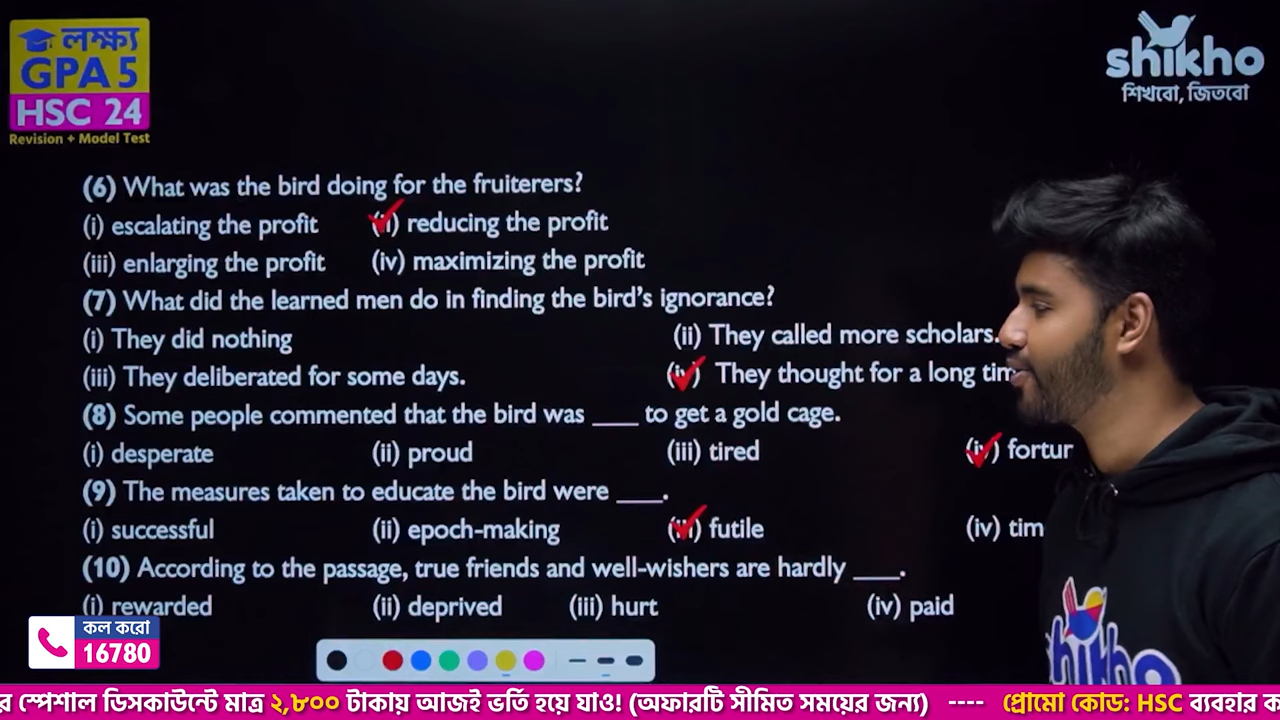 লক্ষ্য
GPA 5
HSC 24
Revision + Model Test
shikho
শিখবো, জিতবো
(6) What was the bird doing for the fruiterers?
(i) escalating the profit (ii) reducing the profit
(iii) enlarging the profit (iv) maximizing the profit
(7) What did the learned men do in finding the bird's ignorance?
(i) They did nothing (ii) They called more scholars.
(iii) They deliberated for some days. (iv) They thought for a long tim
(8) Some people commented that the bird was ___ to get a gold cage.
(i) desperate (ii) proud (iii) tired (iv) fortur
(9) The measures taken to educate the bird were ___.
(i) successful (ii) epoch-making (iii) futile (iv) tim
(10) According to the passage, true friends and well-wishers are hardly ___.
(i) rewarded (ii) deprived (iii) hurt (iv) paid
কল করো
16780
shikho
র স্পেশাল ডিসকাউন্টে মাত্র ২,৮০০ টাকায় আজই ভর্তি হয়ে যাও! (অফারটি সীমিত সময়ের জন্য) ---- প্রোমো কোড: HSC ব্যবহার ক